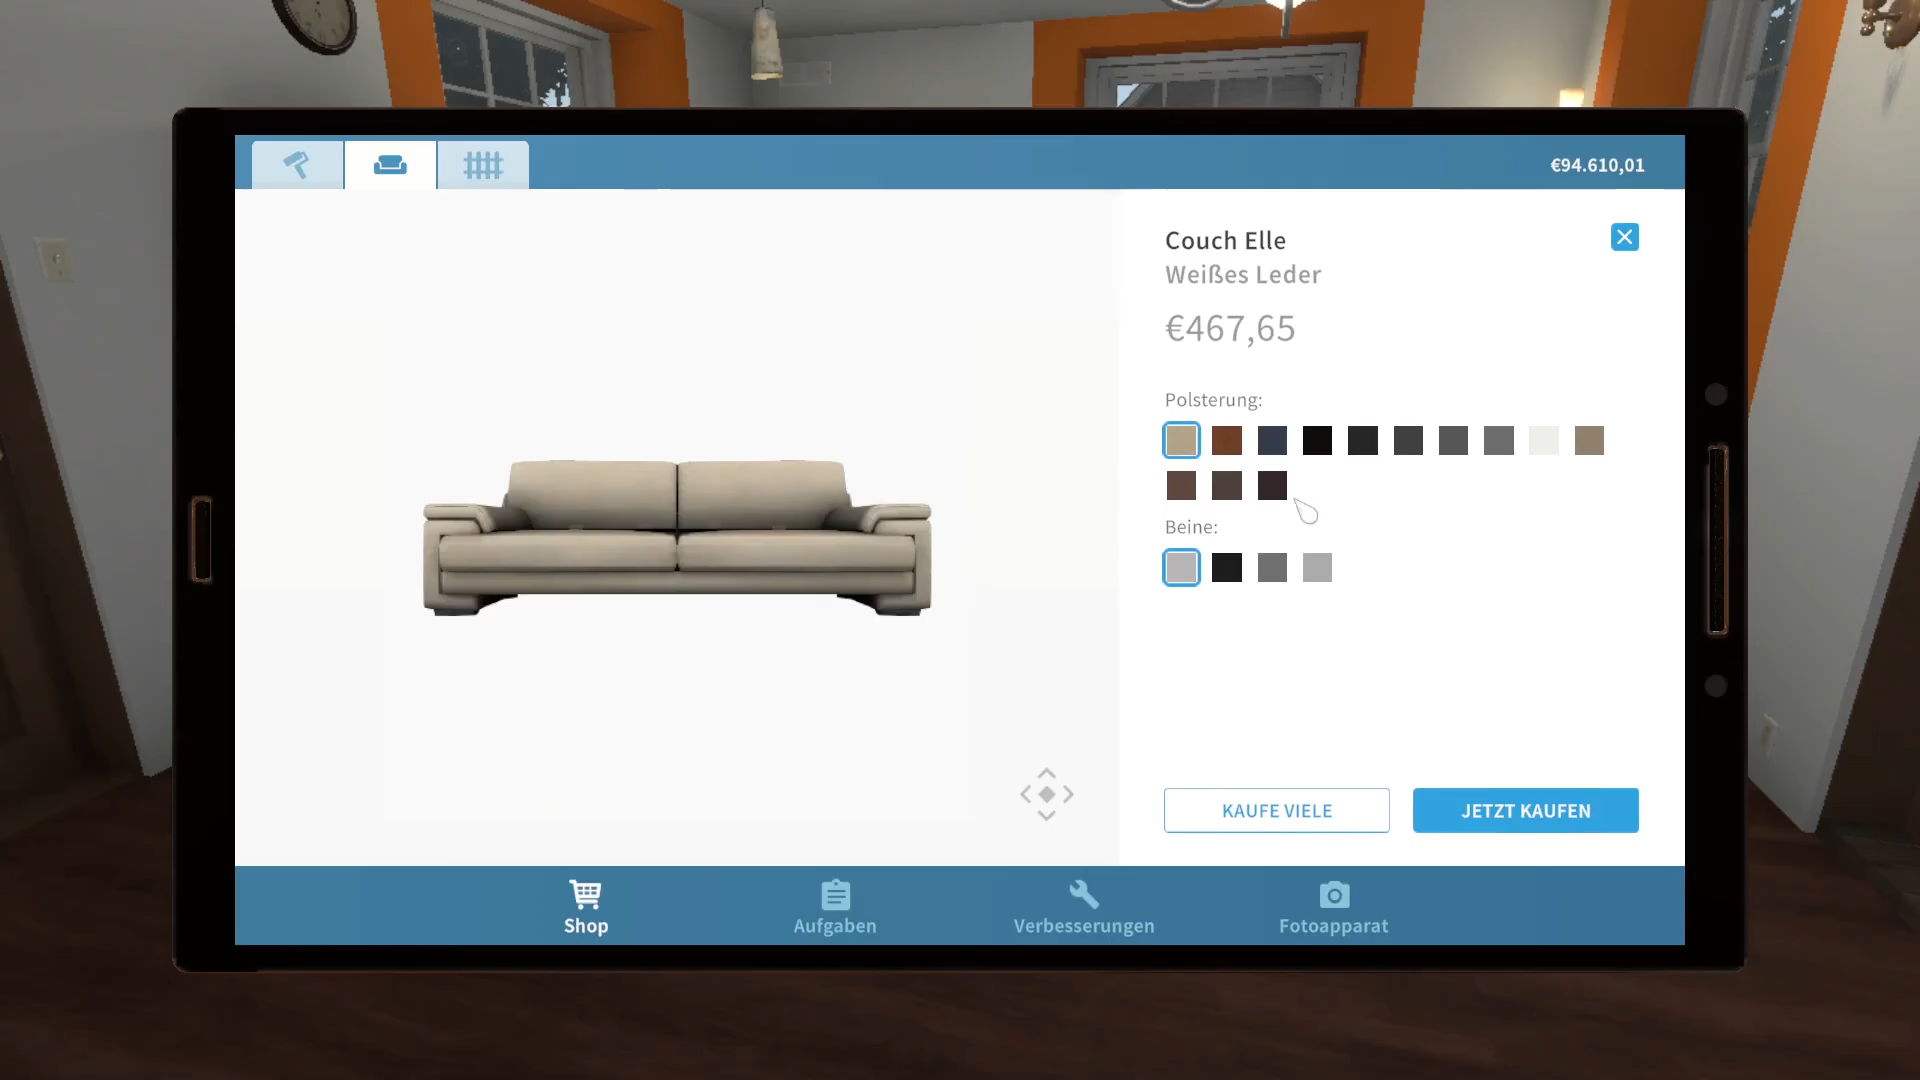 €94.610,01
Couch Elle
Weißes Leder
€467,65
Polsterung:
Beine:
KAUFE VIELE
JETZT KAUFEN
Shop
Aufgaben
Verbesserungen
Fotoapparat